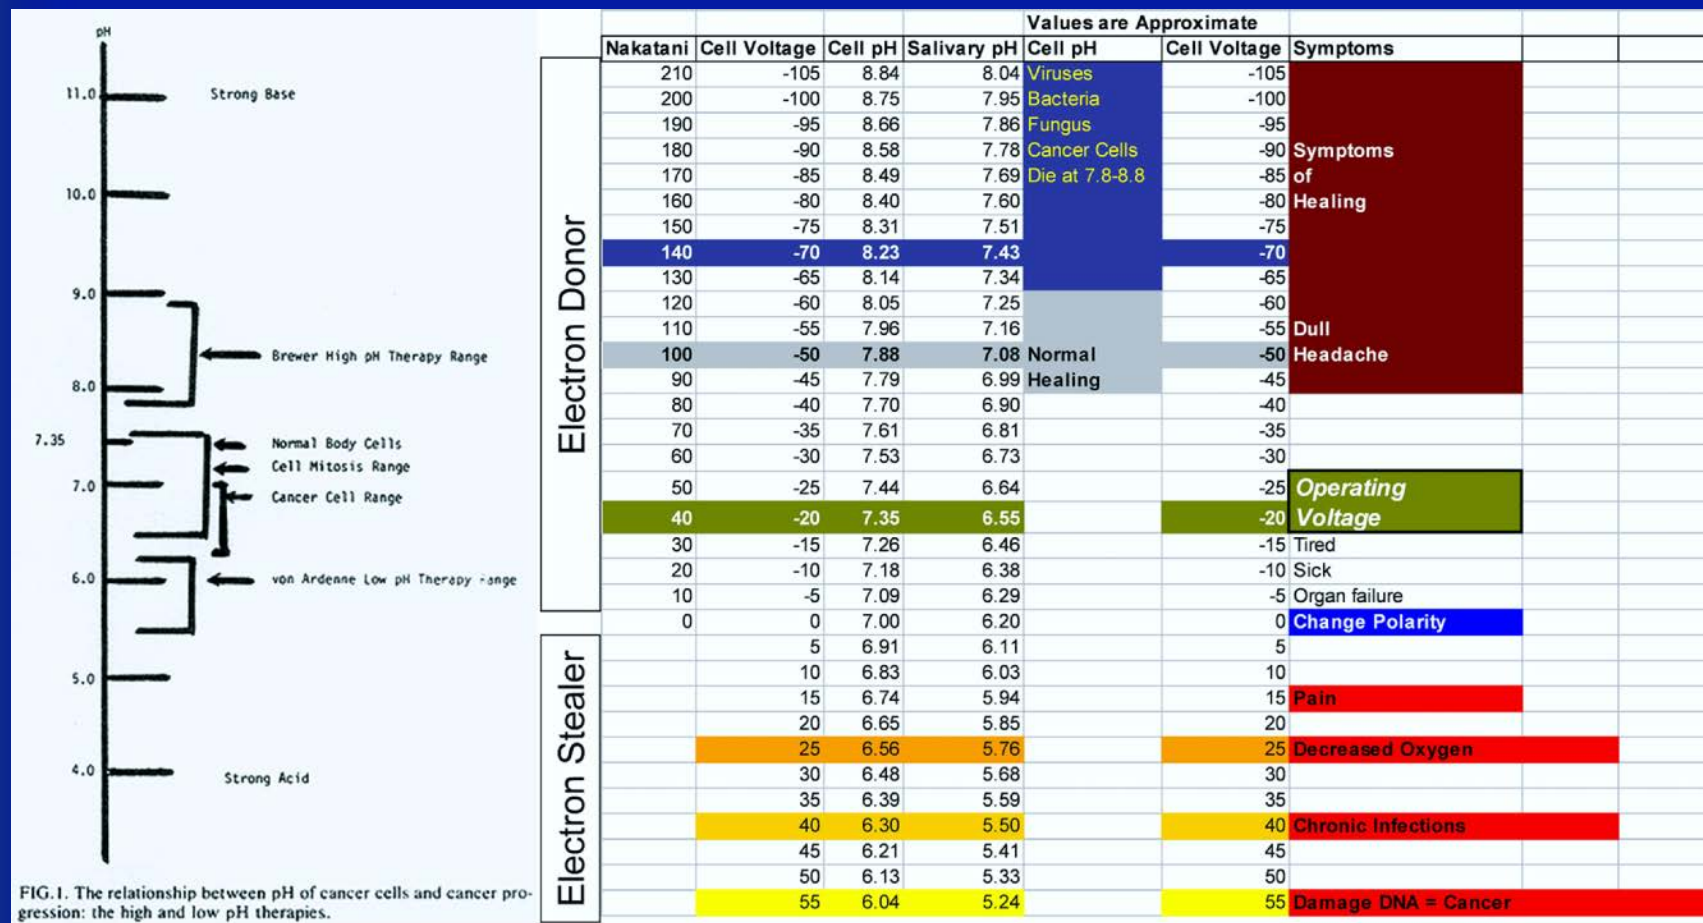 pH
11.0 Strong Base
10.0
9.0
Brewer High pH Therapy Range
8.0
7.35 Normal Body Cells
Cell Mitosis Range
7.0 Cancer Cell Range
6.0 von Ardenne Low pH Therapy Range
5.0
4.0 Strong Acid
FIG.1. The relationship between pH of cancer cells and cancer pro-
gression: the high and low pH therapies.
Electron Donor
Electron Stealer
Values are Approximate
Nakatani Cell Voltage Cell pH Salivary pH Cell pH Cell Voltage Symptoms
210 -105 8.84 8.04 Viruses -105
200 -100 8.75 7.95 Bacteria -100
190 -95 8.66 7.86 Fungus -95
180 -90 8.58 7.78 Cancer Cells -90 Symptoms
170 -85 8.49 7.69 Die at 7.8-8.8 -85 of
160 -80 8.40 7.60 -80 Healing
150 -75 8.31 7.51 -75
140 -70 8.23 7.43 -70
130 -65 8.14 7.34 -65
120 -60 8.05 7.25 -60
110 -55 7.96 7.16 -55 Dull
100 -50 7.88 7.08 Normal -50 Headache
90 -45 7.79 6.99 Healing -45
80 -40 7.70 6.90 -40
70 -35 7.61 6.81 -35
60 -30 7.53 6.73 -30
50 -25 7.44 6.64 -25 Operating
40 -20 7.35 6.55 -20 Voltage
30 -15 7.26 6.46 -15 Tired
20 -10 7.18 6.38 -10 Sick
10 -5 7.09 6.29 -5 Organ failure
0 0 7.00 6.20 0 Change Polarity
5 6.91 6.11 5
10 6.83 6.03 10
15 6.74 5.94 15 Pain
20 6.65 5.85 20
25 6.56 5.76 25 Decreased Oxygen
30 6.48 5.68 30
35 6.39 5.59 35
40 6.30 5.50 40 Chronic Infections
45 6.21 5.41 45
50 6.13 5.33 50
55 6.04 5.24 55 Damage DNA = Cancer